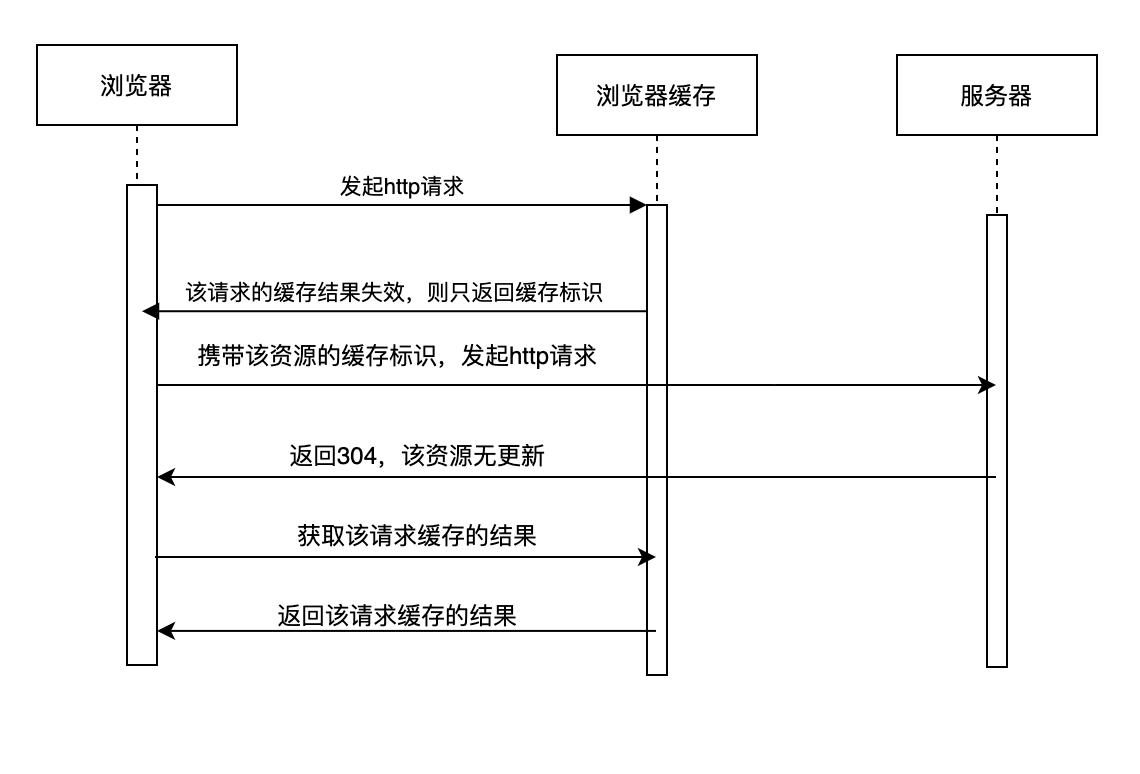 浏览器
浏览器缓存
服务器
发起http请求
该请求的缓存结果失效，则只返回缓存标识
携带该资源的缓存标识，发起http请求
返回304，该资源无更新
获取该请求缓存的结果
返回该请求缓存的结果